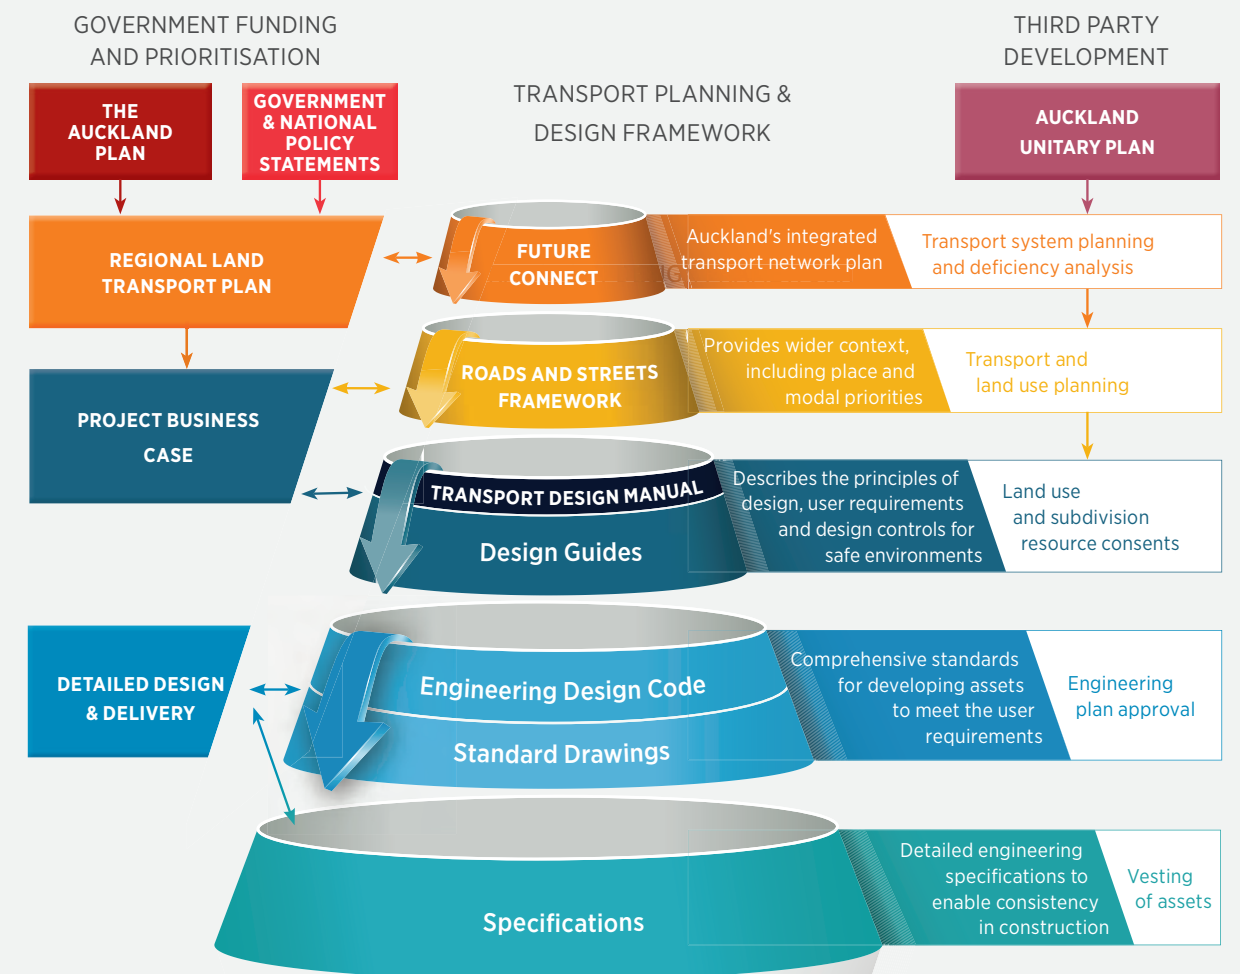 GOVERNMENT FUNDING
AND PRIORITISATION
TRANSPORT PLANNING &
DESIGN FRAMEWORK
THIRD PARTY
DEVELOPMENT
THE
AUCKLAND
PLAN
GOVERNMENT
& NATIONAL
POLICY
STATEMENTS
AUCKLAND
UNITARY PLAN
REGIONAL LAND
TRANSPORT PLAN
FUTURE
CONNECT
Auckland's integrated
transport network plan
Transport system planning
and deficiency analysis
PROJECT BUSINESS
CASE
ROADS AND STREETS
FRAMEWORK
Provides wider context,
including place and
modal priorities
Transport and
land use planning
TRANSPORT DESIGN MANUAL
Design Guides
Describes the principles of
design, user requirements
and design controls for
safe environments
Land use
and subdivision
resource consents
DETAILED DESIGN
& DELIVERY
Engineering Design Code
Standard Drawings
Comprehensive standards
for developing assets
to meet the user
requirements
Engineering
plan approval
Specifications
Detailed engineering
specifications to
enable consistency
in construction
Vesting
of assets